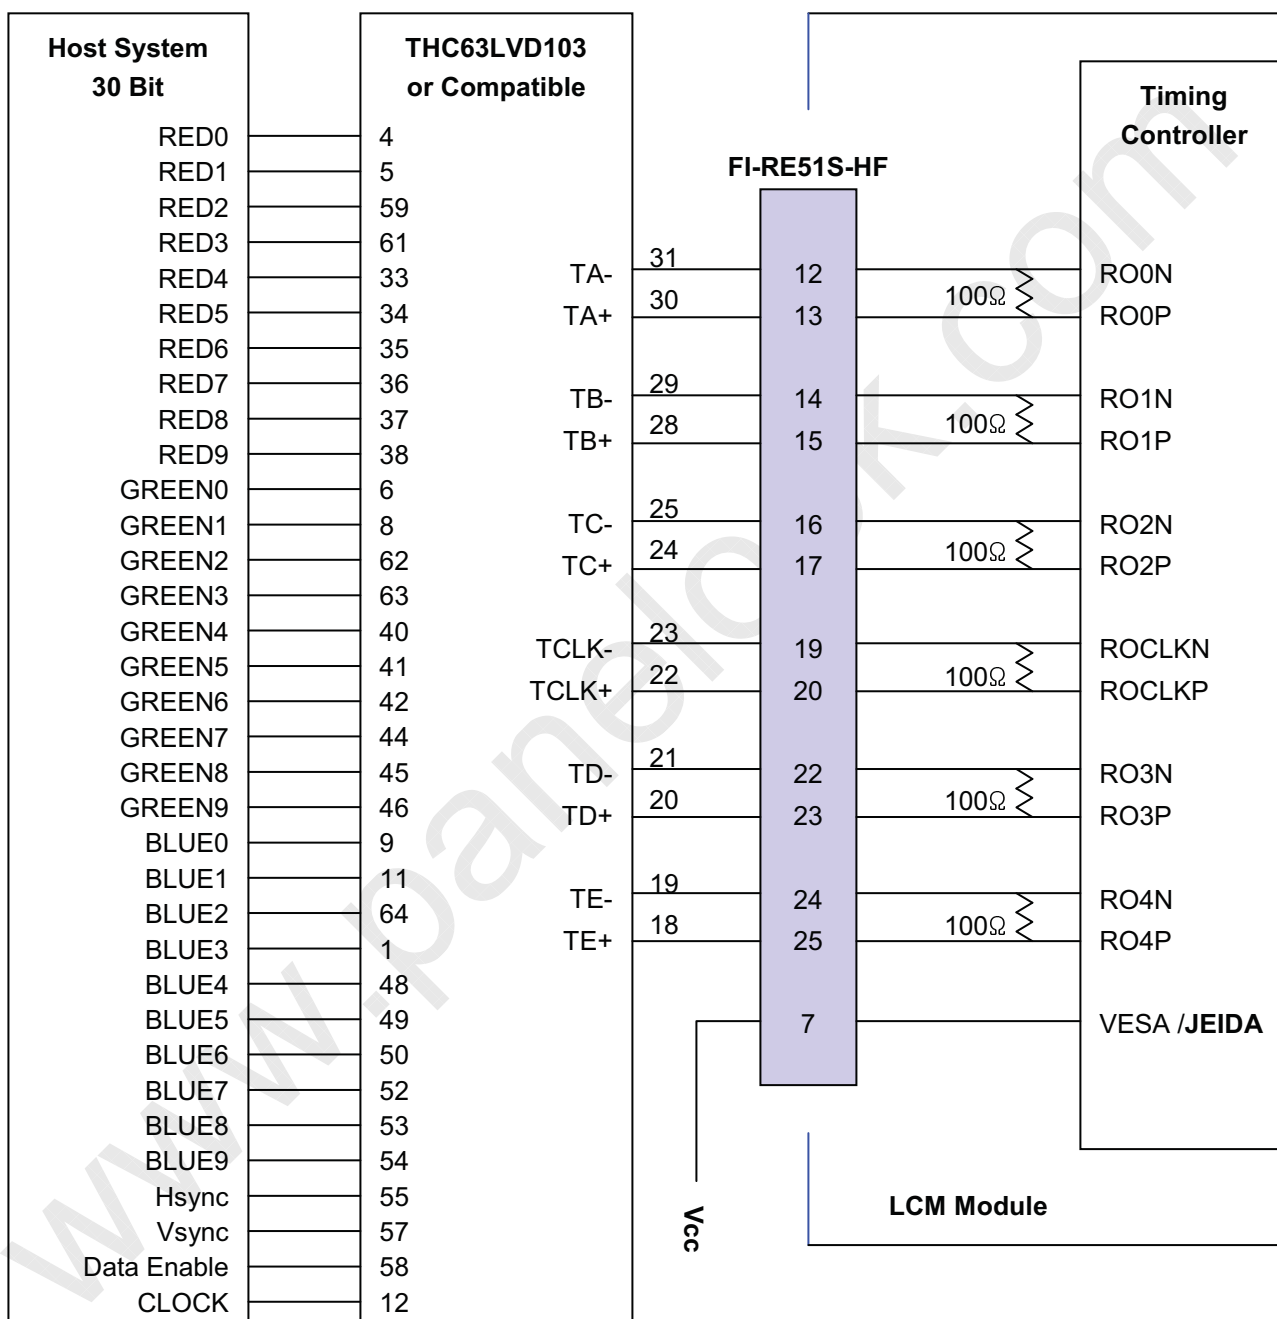 Host System
30 Bit
RED0
RED1
RED2
RED3
RED4
RED5
RED6
RED7
RED8
RED9
GREEN0
GREEN1
GREEN2
GREEN3
GREEN4
GREEN5
GREEN6
GREEN7
GREEN8
GREEN9
BLUE0
BLUE1
BLUE2
BLUE3
BLUE4
BLUE5
BLUE6
BLUE7
BLUE8
BLUE9
Hsync
Vsync
Data Enable
CLOCK
THC63LVD103
or Compatible
4
5
59
61
33
34
35
36
37
38
6
8
62
63
40
41
42
44
45
46
9
11
64
1
48
49
50
52
53
54
55
57
58
12
TA-
TA+
TB-
TB+
TC-
TC+
TCLK-
TCLK+
TD-
TD+
TE-
TE+
31
30
29
28
25
24
23
22
21
20
19
18
FI-RE51S-HF
12
13
14
15
16
17
19
20
22
23
24
25
7
Vcc
100Ω
100Ω
100Ω
100Ω
100Ω
100Ω
Timing
Controller
RO0N
RO0P
RO1N
RO1P
RO2N
RO2P
ROCLKN
ROCLKP
RO3N
RO3P
RO4N
RO4P
VESA /JEIDA
LCM Module
www.panelook.com